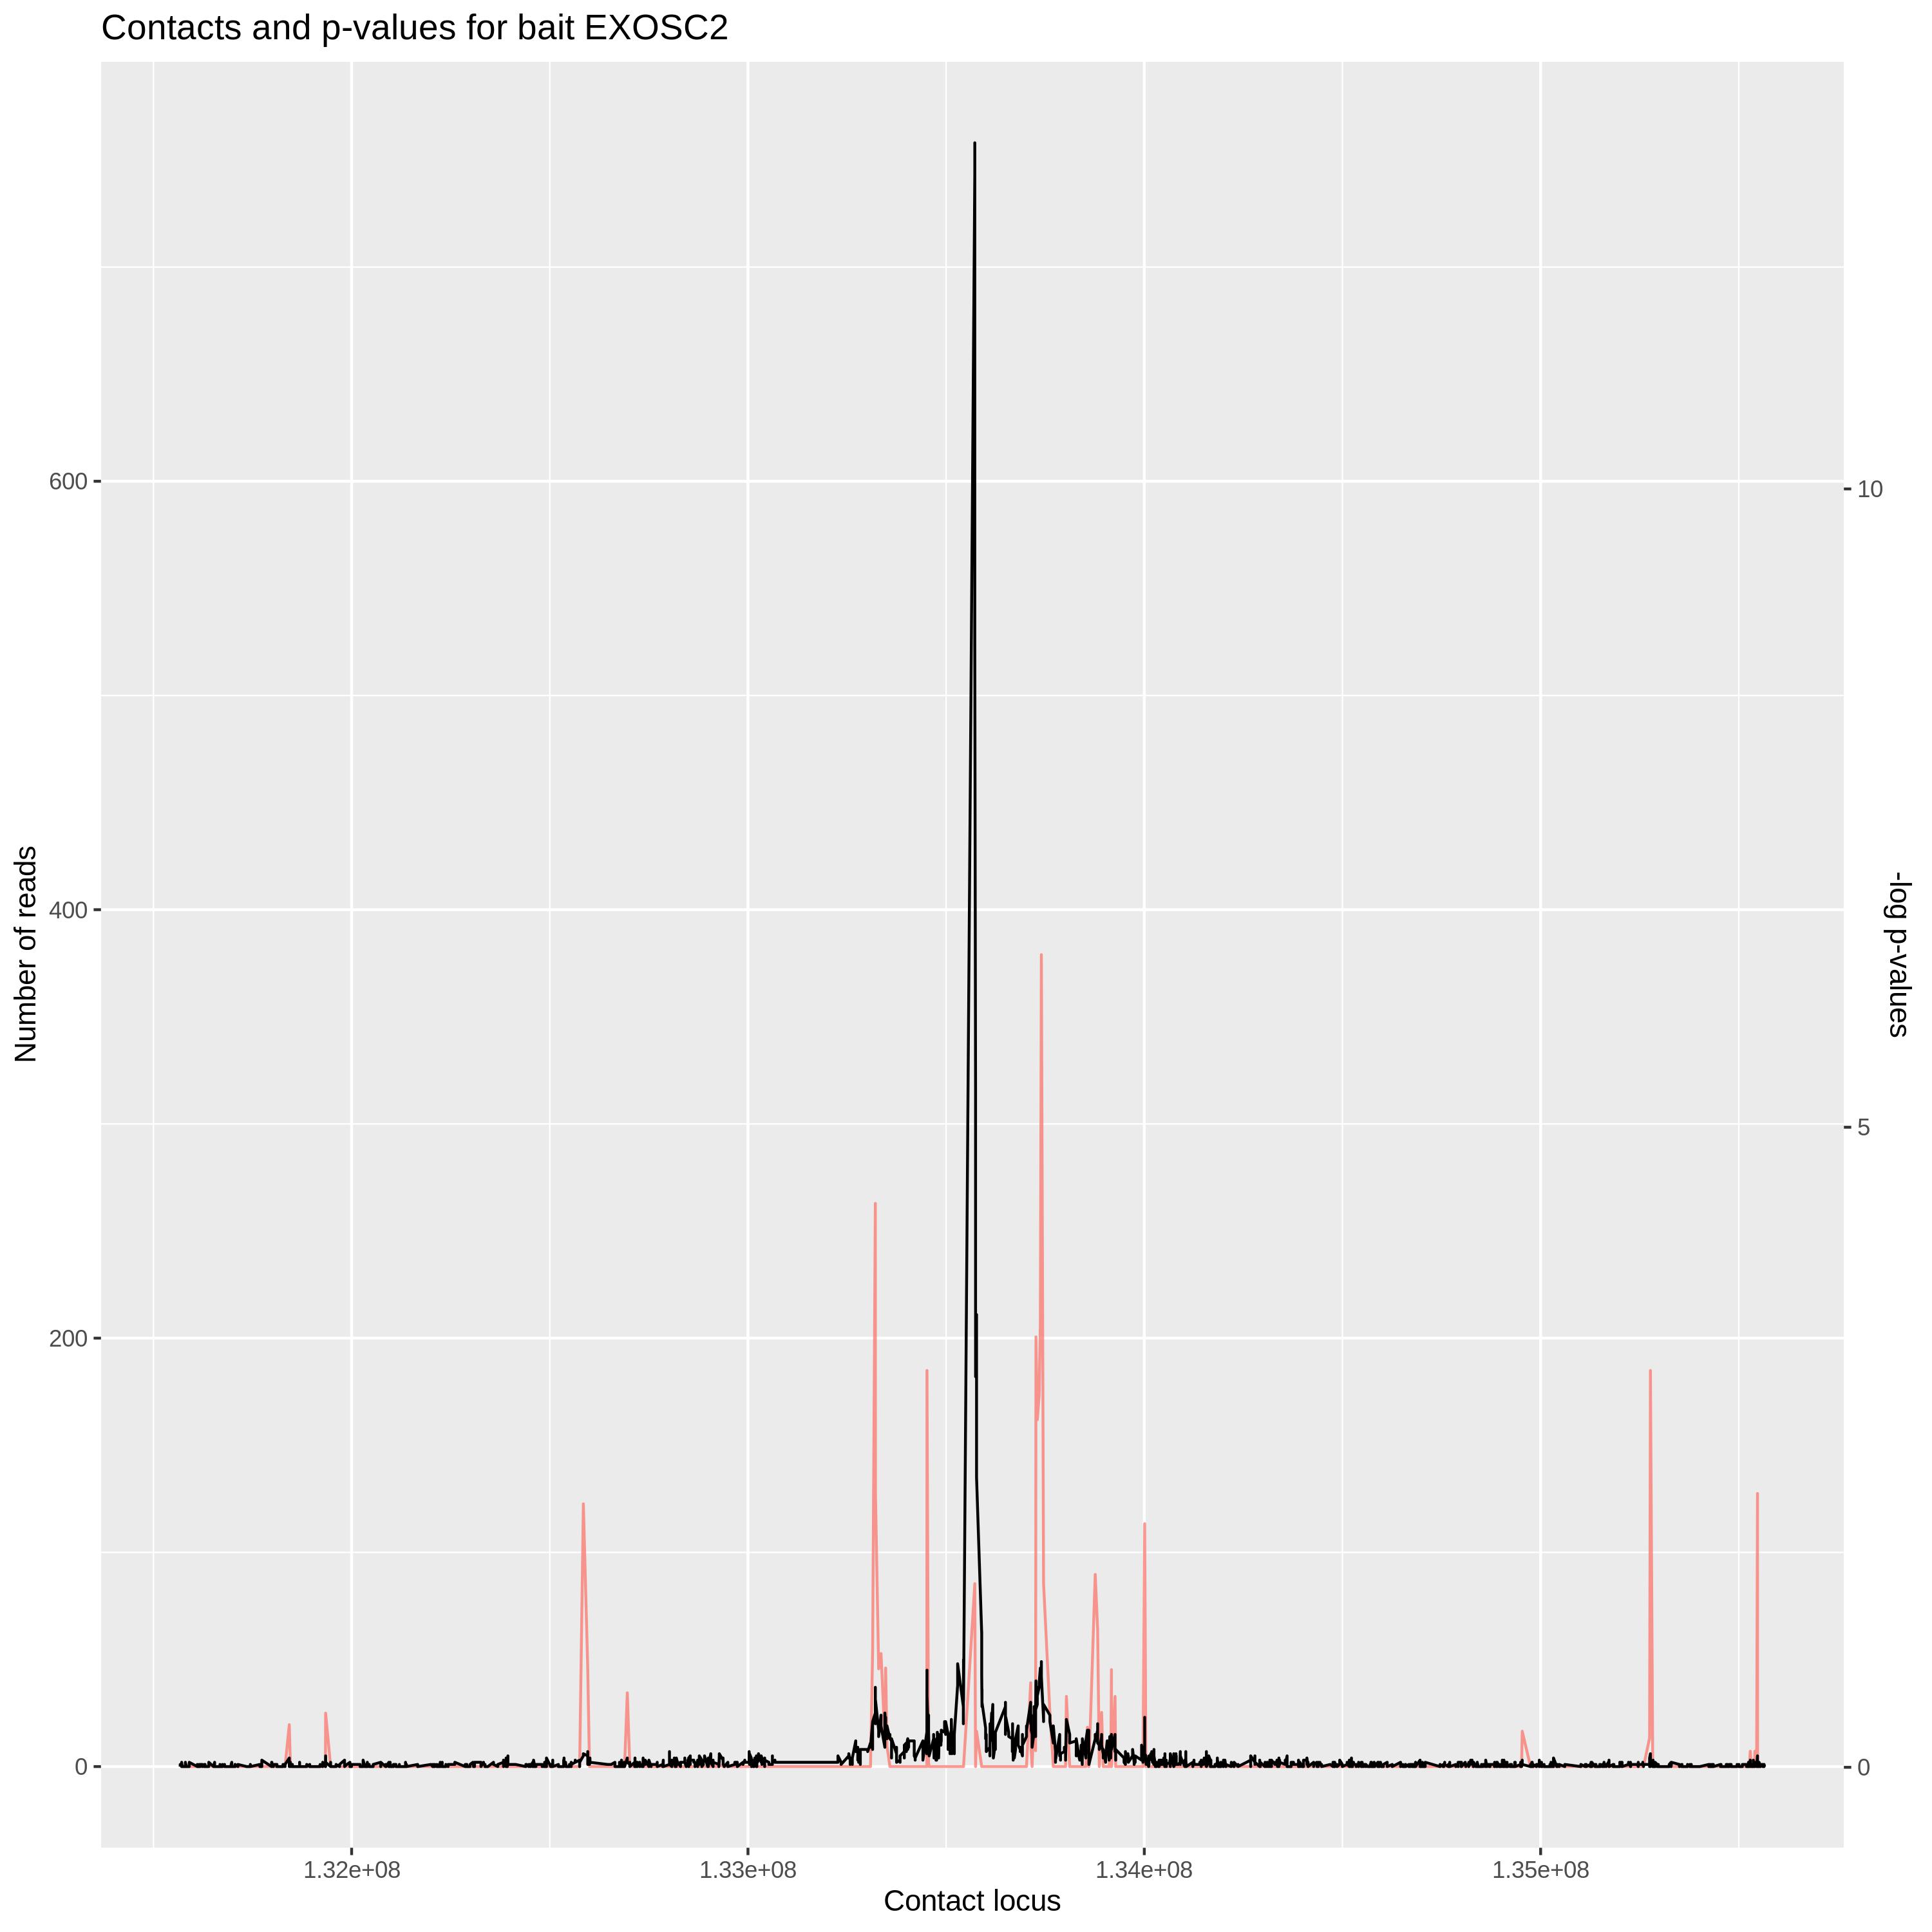 Contacts and p-values for bait EXOSC2
600
400
200
0
Number of reads
10
5
0
-log p-values
1.32e+08
1.33e+08
1.34e+08
1.35e+08
Contact locus